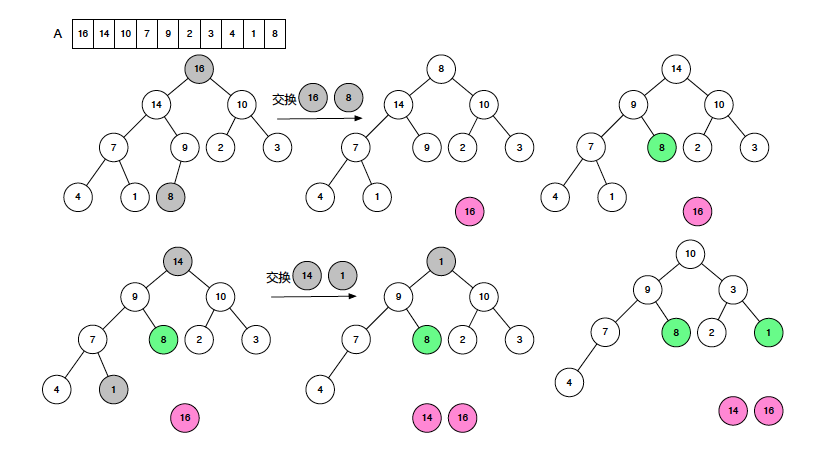 A 16 14 10 7 9 2 3 4 1 8
16 8 14
14 10 交换 16 8 14 10 9 10
7 9 2 3 7 9 2 3 7 8 2 3
4 1 8 4 1 4 1
16 16
14 交换 14 1 1 10
9 10 9 10 9 3
7 8 2 3 7 8 2 3 7 8 2 1
4 1 4 4
16 14 16 14 16